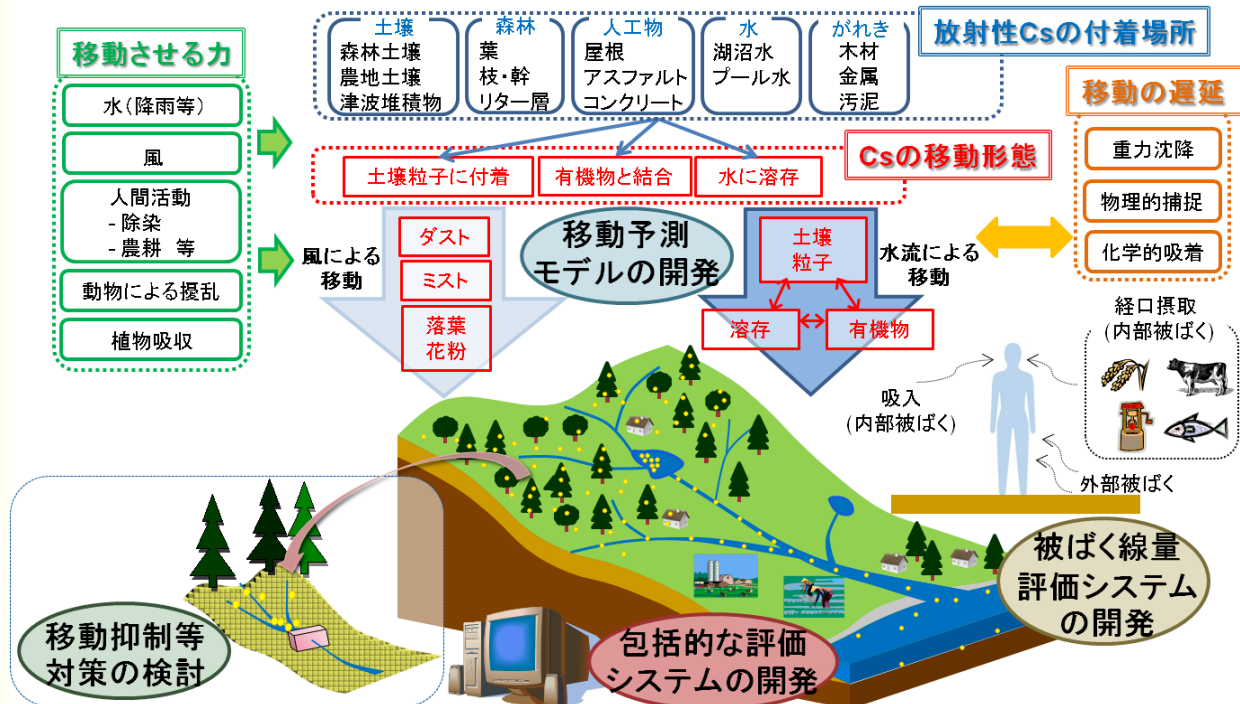 放射性Csの付着場所
土壌
森林土壌
農地土壌
津波堆積物
森林
葉
枝・幹
リター層
人工物
屋根
アスファルト
コンクリート
水
湖沼水
プール水
がれき
木材
金属
汚泥
移動させる力
水(降雨等)
風
人間活動
- 除染
- 農耕 等
動物による擾乱
植物吸収
移動の遅延
重力沈降
物理的捕捉
化学的吸着
Csの移動形態
土壌粒子に付着
有機物と結合
水に溶存
風による
移動
ダスト
ミスト
落葉
花粉
移動予測
モデルの開発
土壌
粒子
溶存
有機物
水流による
移動
経口摂取
(内部被ばく)
吸入
(内部被ばく)
外部被ばく
被ばく線量
評価システム
の開発
移動抑制等
対策の検討
包括的な評価
システムの開発